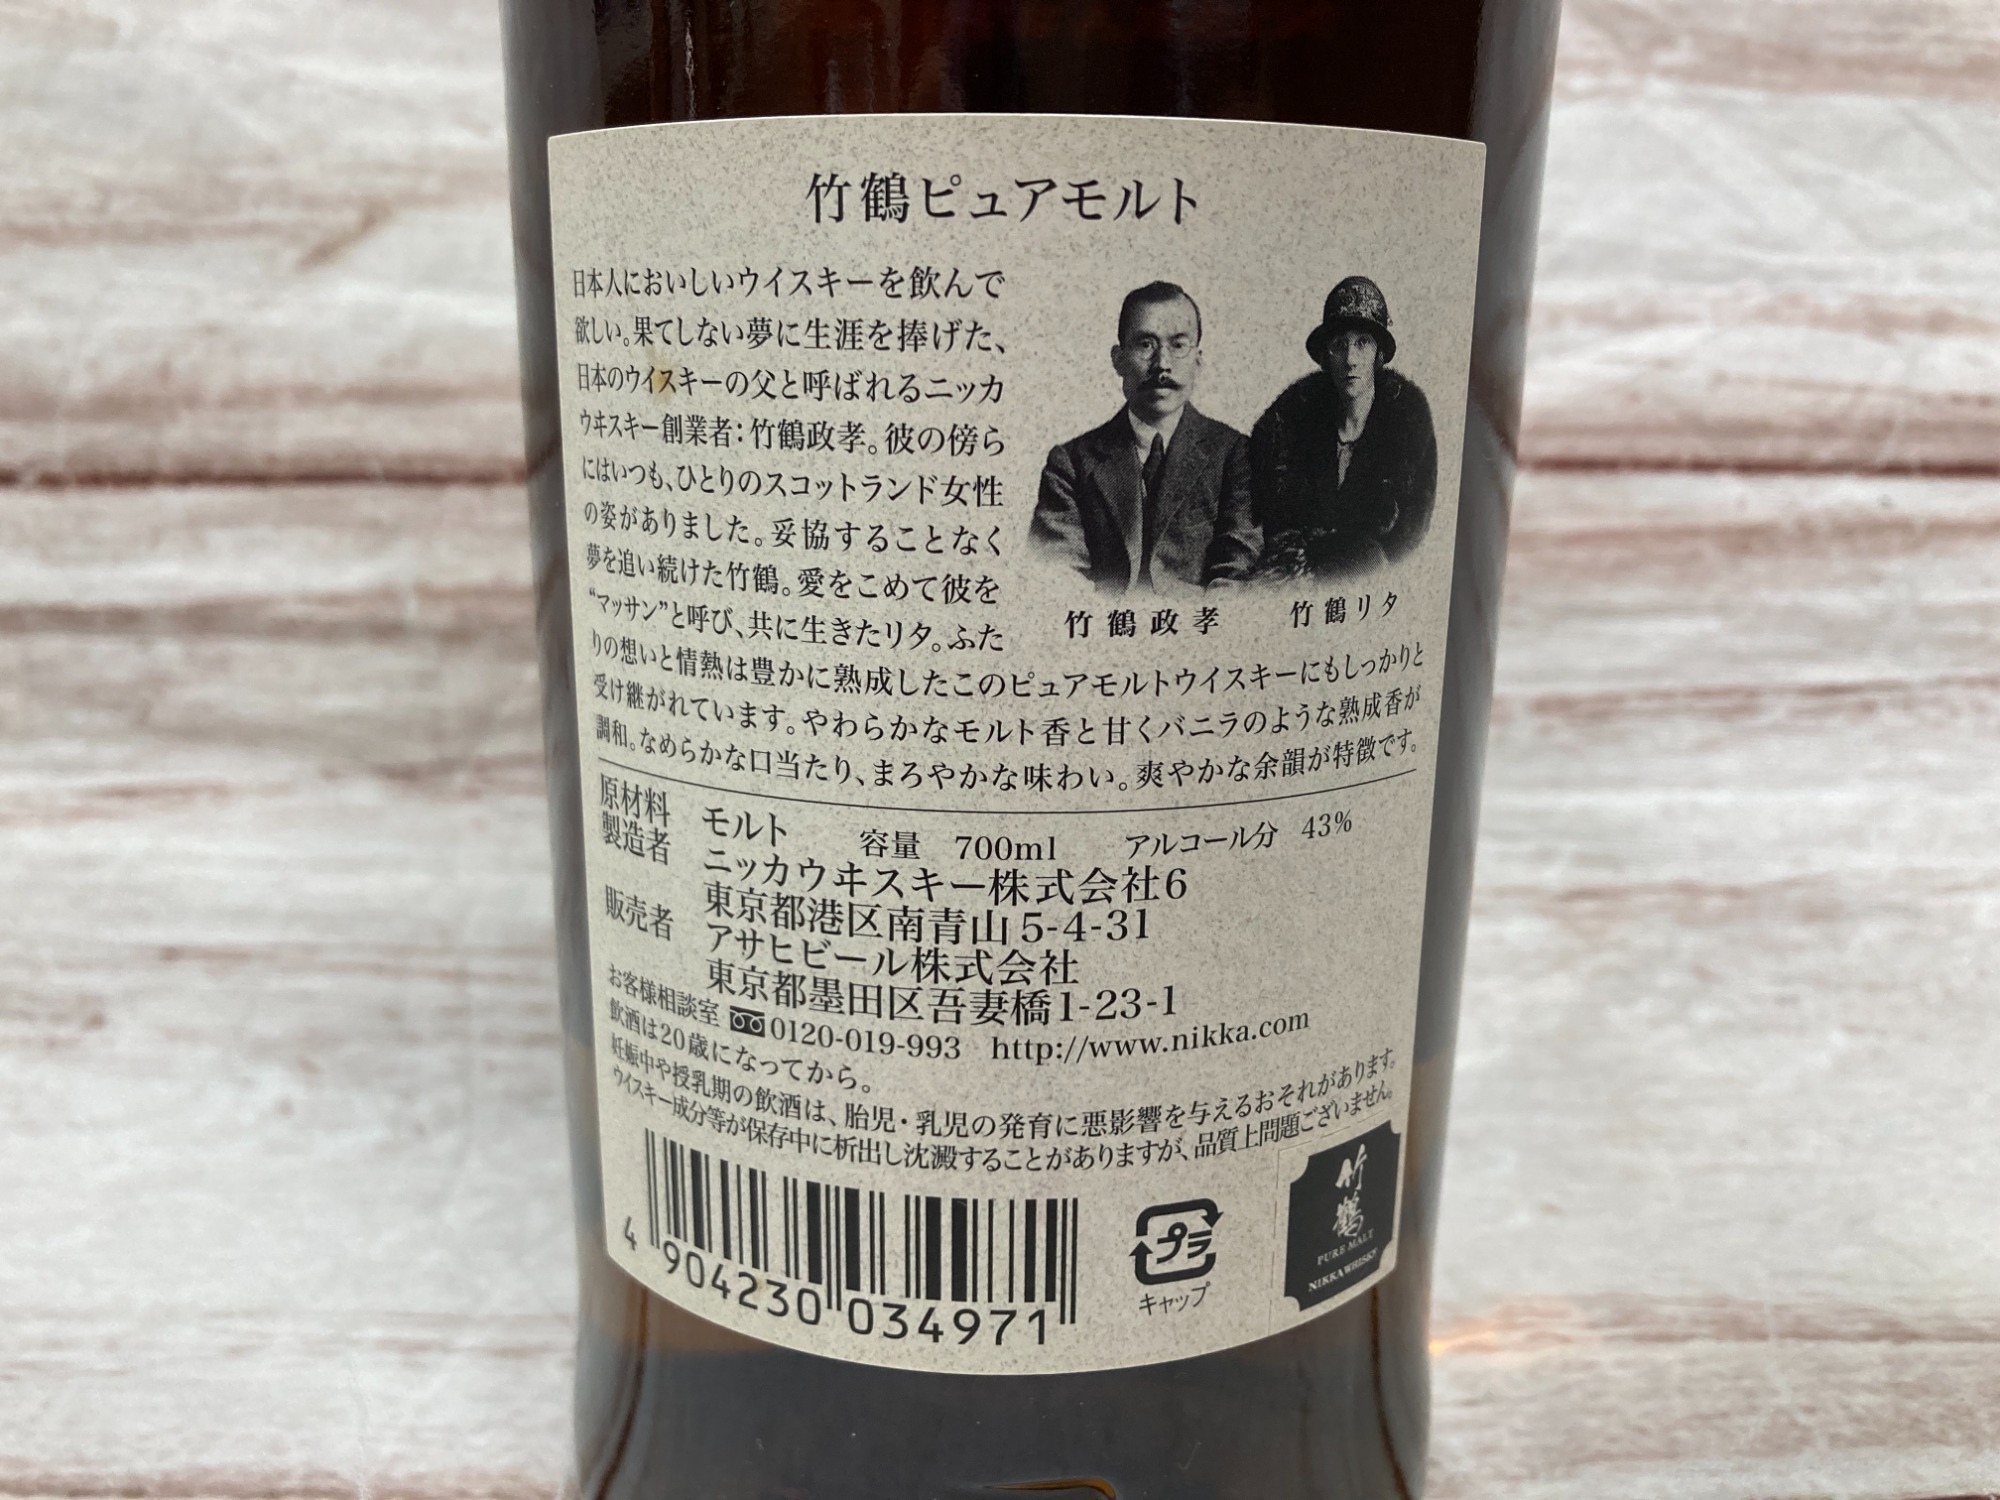 竹鶴ピュアモルト
日本人においしいウイスキーを飲んで
欲しい。果てしない夢に生涯を捧げた、
日本のウイスキーの父と呼ばれるニッカ
ウヰスキー創業者：竹鶴政孝。彼の傍ら
にはいつも、ひとりのスコットランド女性
の姿がありました。妥協することなく
夢を追い続けた竹鶴。愛をこめて彼を
“マッサン”と呼び、共に生きたリタ。ふた
りの想いと情熱は豊かに熟成したこのピュアモルトウイスキーにもしっかりと
受け継がれています。やわらかなモルト香と甘くバニラのような熟成香が
調和。なめらかな口当たり、まろやかな味わい。爽やかな余韻が特徴です。
竹鶴政孝 竹鶴リタ
原材料 モルト 容量 700ml アルコール分 43%
製造者 ニッカウヰスキー株式会社6
東京都港区南青山5-4-31
販売者 アサヒビール株式会社
東京都墨田区吾妻橋1-23-1
お客様相談室 0120-019-993 http://www.nikka.com
飲酒は20歳になってから。
妊娠中や授乳期の飲酒は、胎児・乳児の発育に悪影響を与えるおそれがあります。
ウイスキー成分等が保存中に析出し沈澱することがありますが、品質上問題ございません。
4 904230 034971
プラ
キャップ
竹鶴
PURE MALT
NIKKA WHISKY